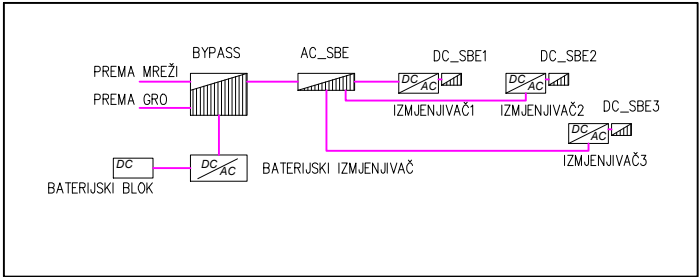 BYPASS
AC_SBE
DC_SBE1
DC_SBE2
PREMA MREŽI
PREMA GRO
DC
AC
DC
AC
DC_SBE3
IZMJENJIVAČ1
IZMJENJIVAČ2
DC
AC
IZMJENJIVAČ3
DC
DC
AC
BATERIJSKI IZMJENJIVAČ
BATERIJSKI BLOK